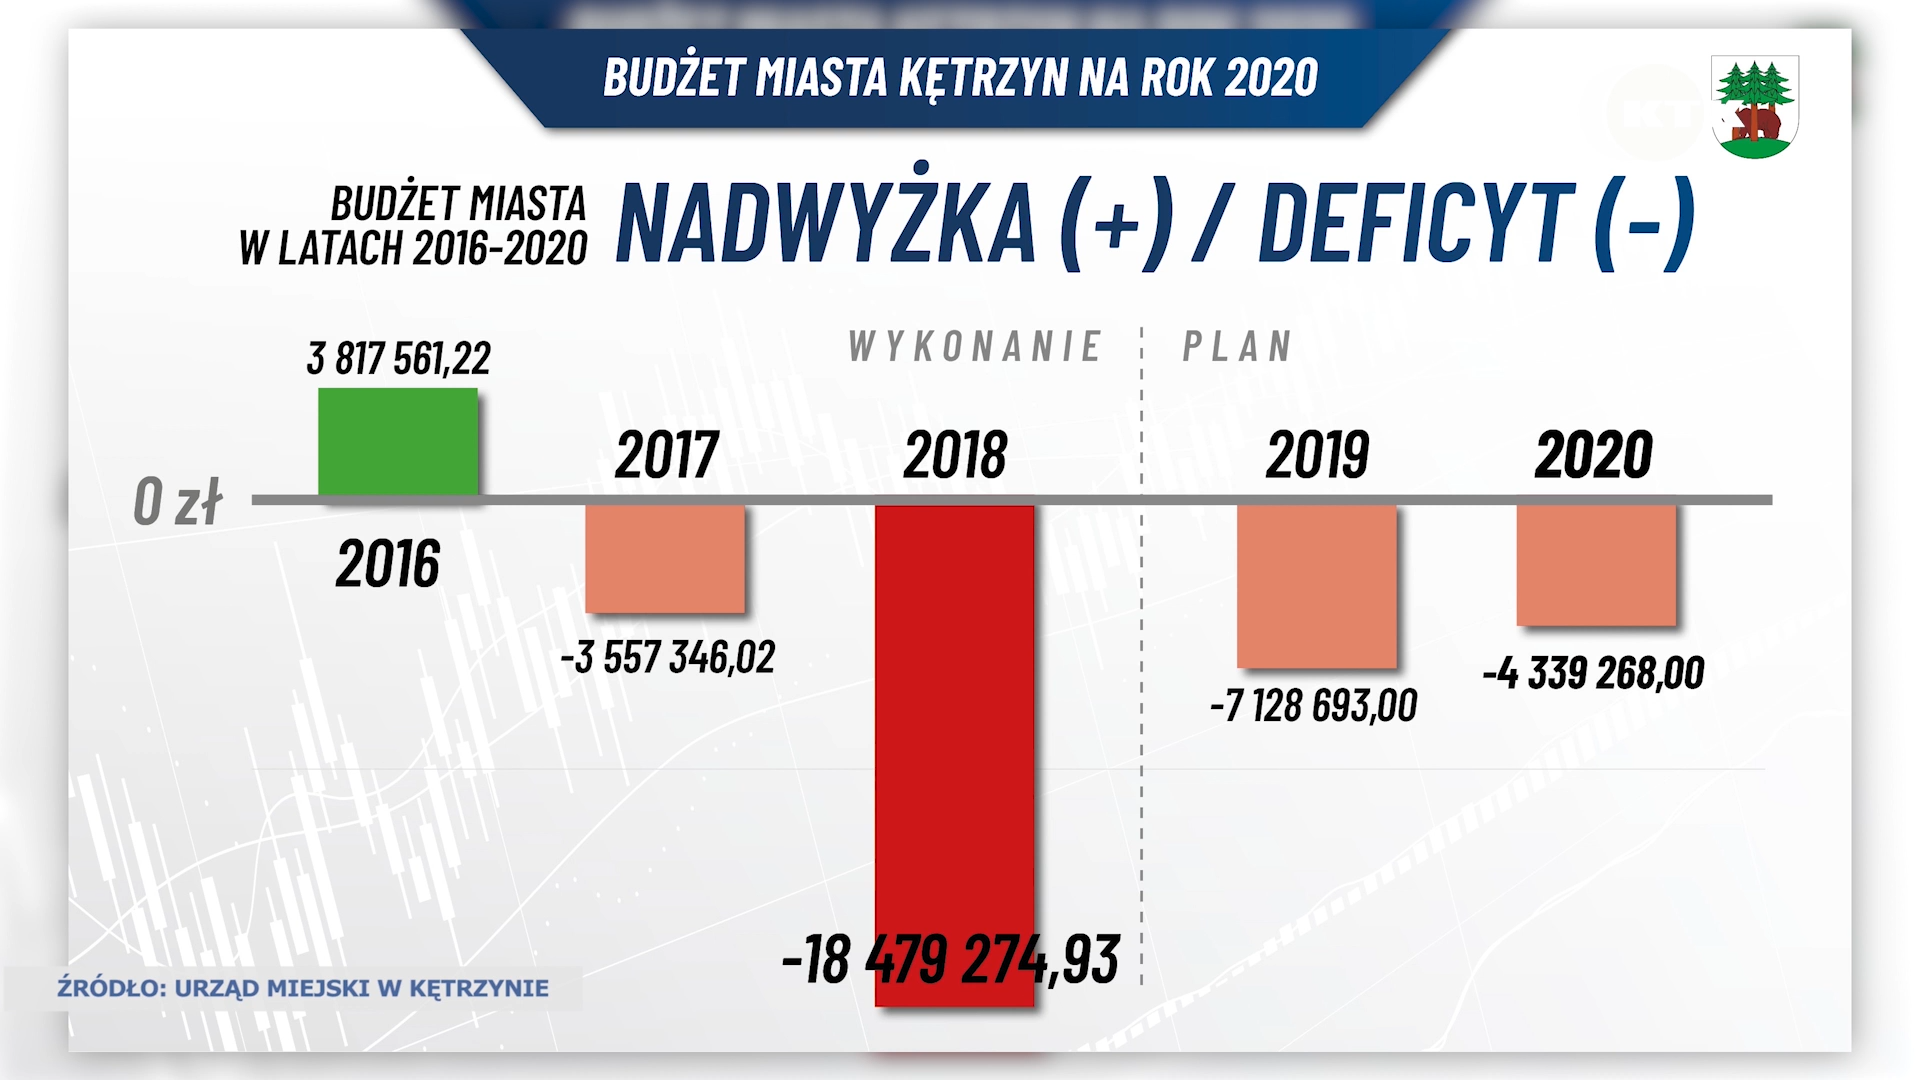 BUDŻET MIASTA KĘTRZYN NA ROK 2020
BUDŻET MIASTA
W LATACH 2016-2020
NADWYŻKA (+) / DEFICYT (-)
WYKONANIE
PLAN
3 817 561,22
2017
2018
2019
2020
0 zł
2016
-3 557 346,02
-7 128 693,00
-4 339 268,00
-18 479 274,93
ŹRÓDŁO: URZĄD MIEJSKI W KĘTRZYNIE